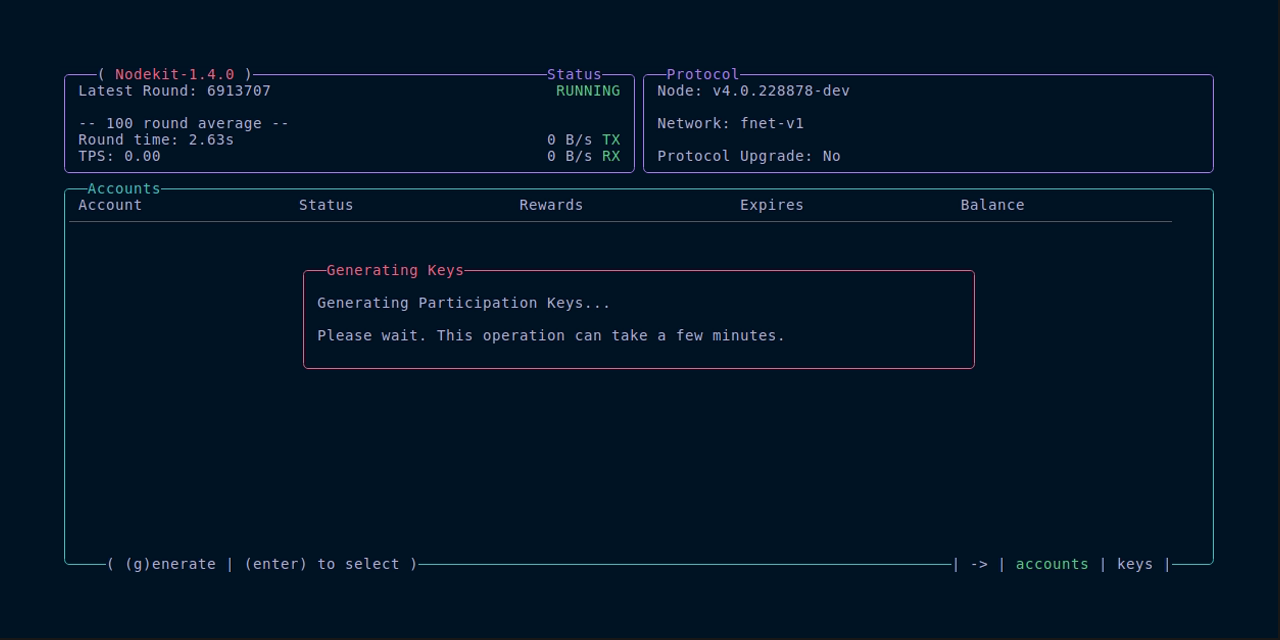 ( Nodekit-1.4.0 ) Status
Latest Round: 6913707 RUNNING
-- 100 round average --
Round time: 2.63s 0 B/s TX
TPS: 0.00 0 B/s RX
Protocol
Node: v4.0.228878-dev
Network: fnet-v1
Protocol Upgrade: No
Accounts
Account Status Rewards Expires Balance
Generating Keys
Generating Participation Keys...
Please wait. This operation can take a few minutes.
( (g)enerate | (enter) to select ) | -> | accounts | keys |